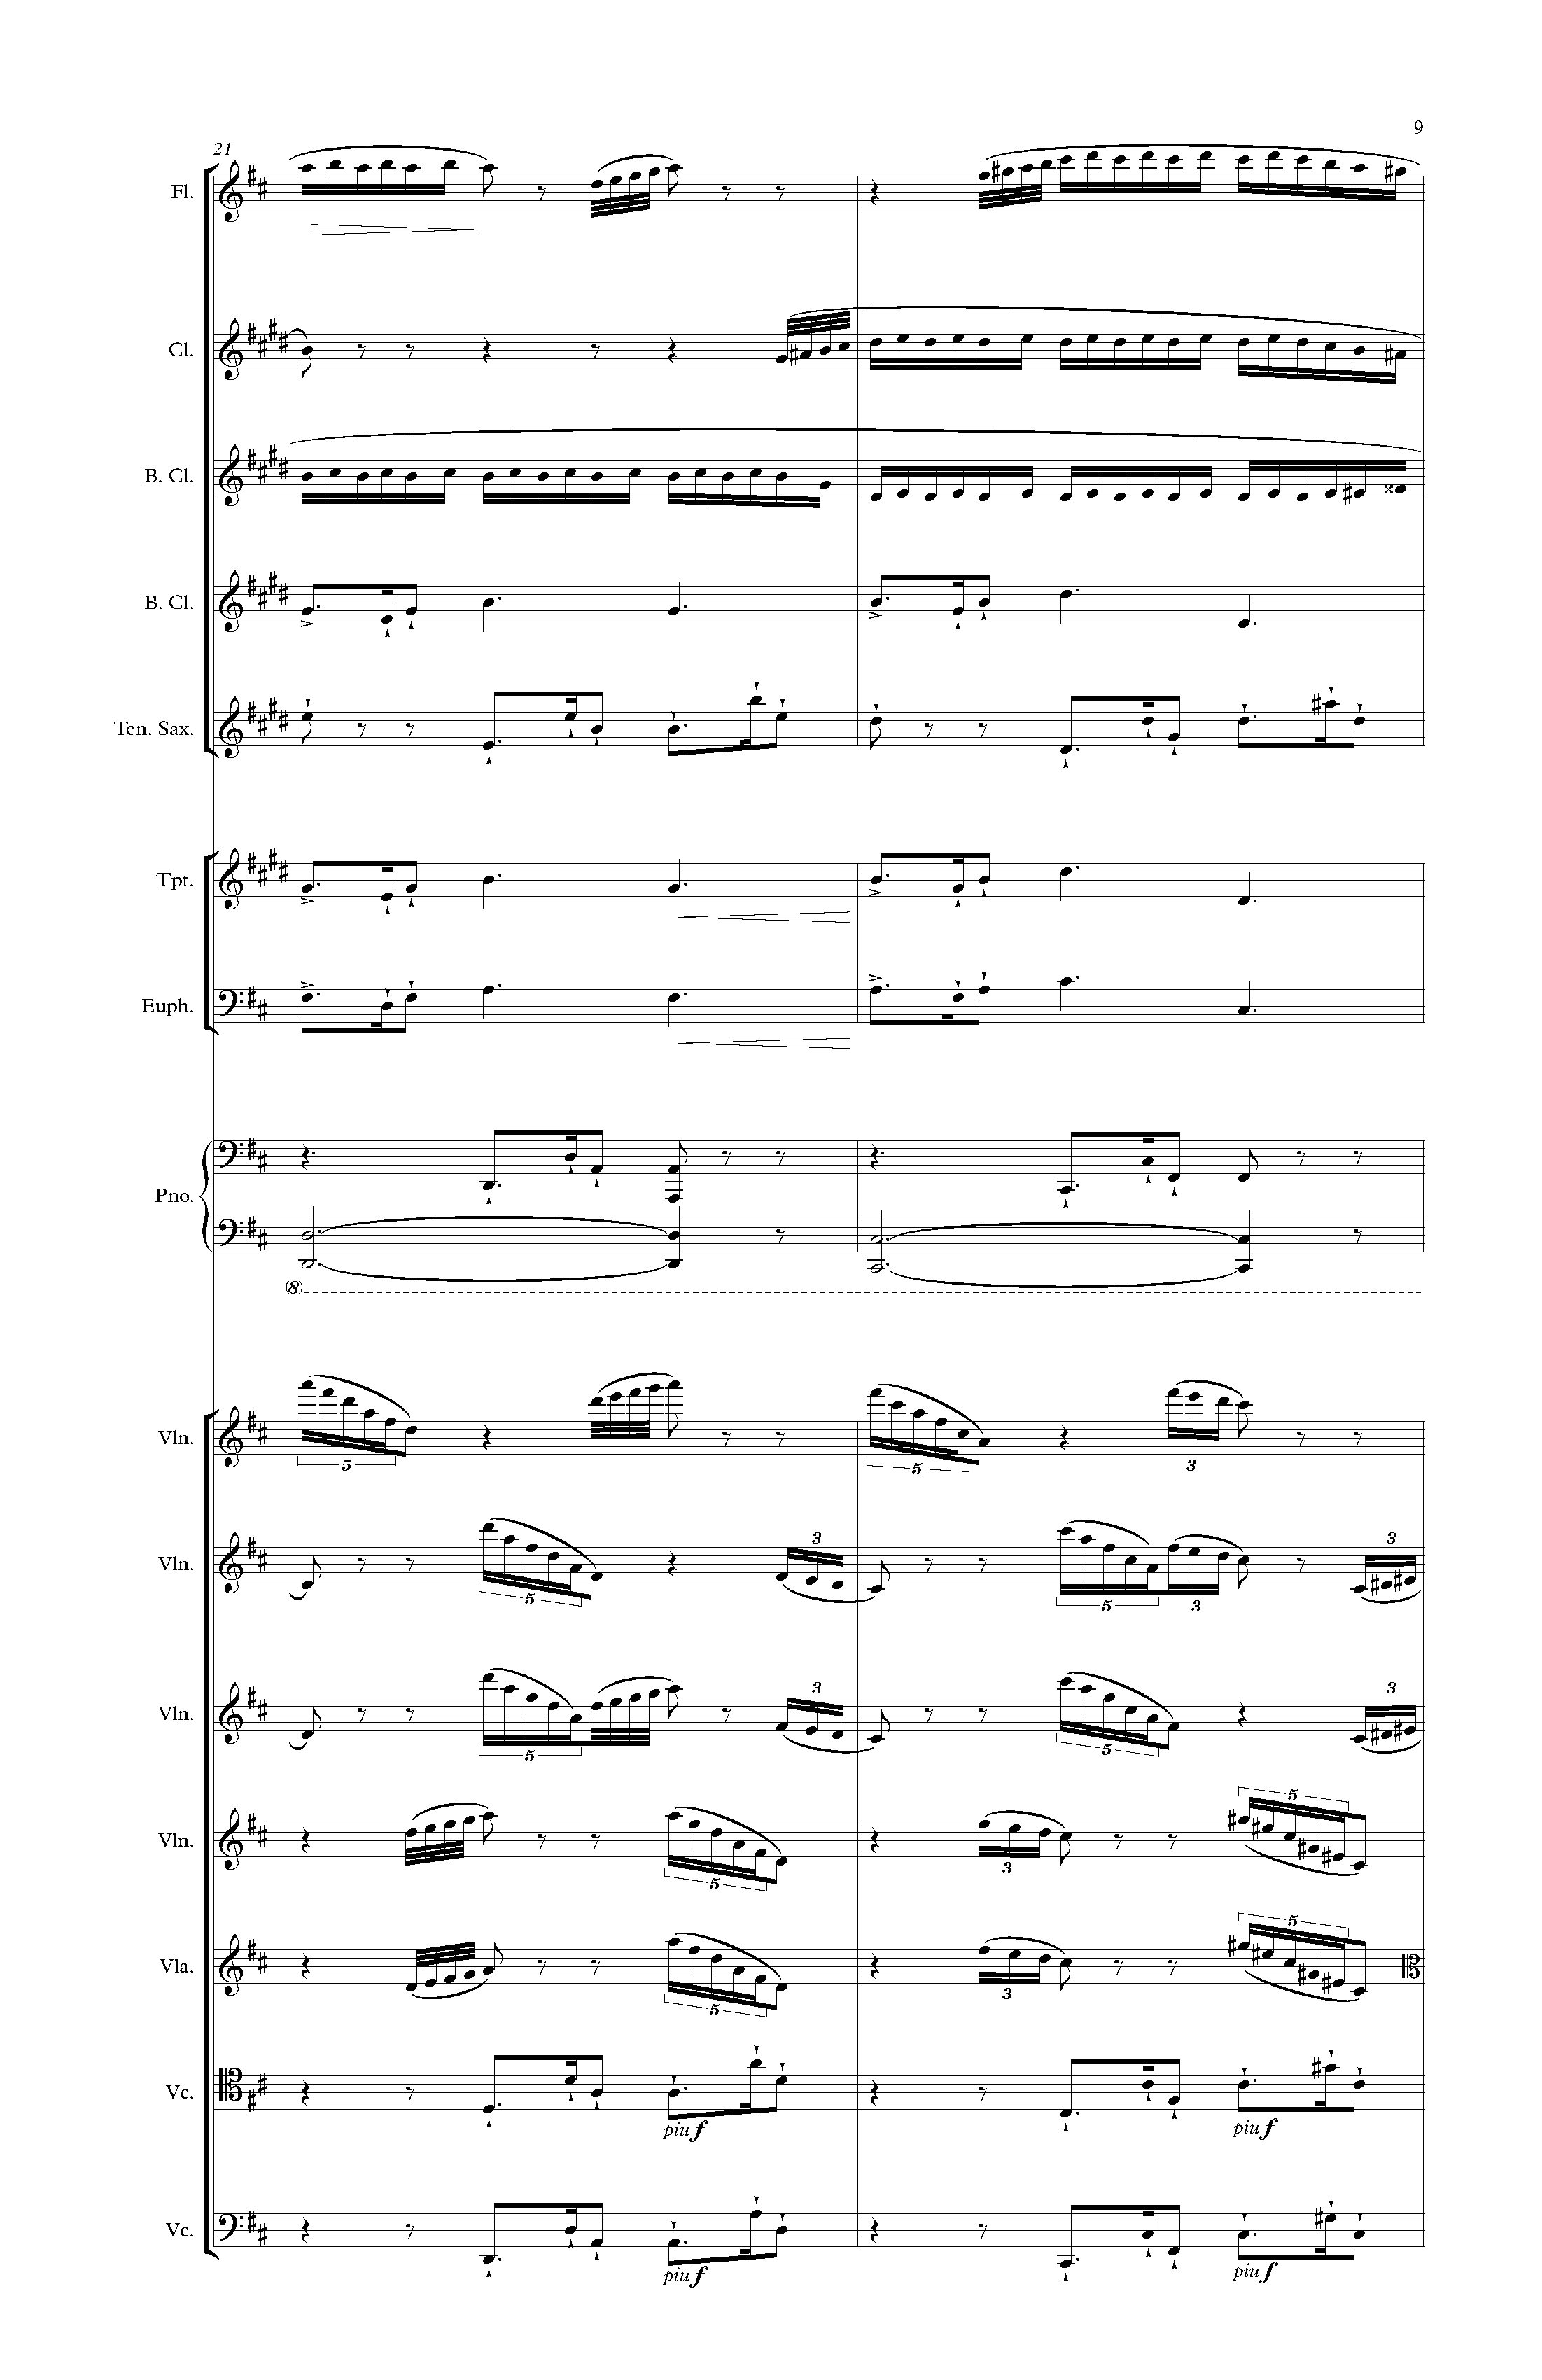 9
21
Fl.
Cl.
B. Cl.
B. Cl.
Ten. Sax.
Tpt.
Euph.
Pno.
(8)
Vln.
5
5
3
Vln.
5
3
5
3
3
Vln.
5
3
5
3
Vln.
5
3
5
Vla.
5
3
5
Vc.
piu f
piu f
Vc.
piu f
piu f